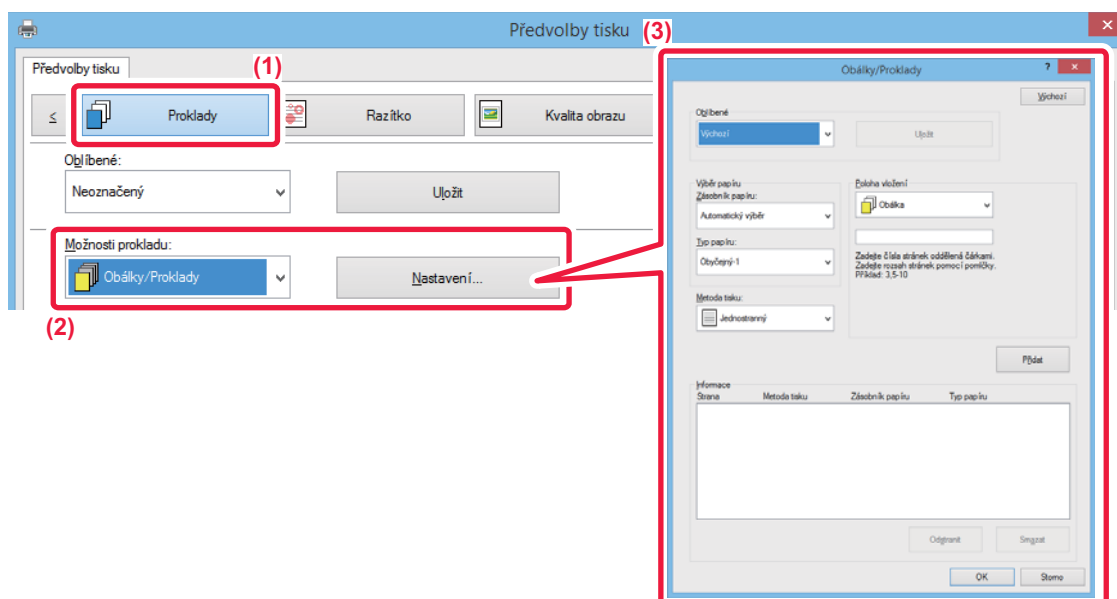 Předvolby tisku
(3)
Předvolby tisku
(1)
≤
Proklady
Razítko
Kvalita obrazu
Oblíbené:
Neoznačený
Uložit
Možnosti prokladu:
Obálky/Proklady
Nastavení...
(2)
Obálky/Proklady
?
Výchozí
Oblíbené
Výchozí
Uložit
Výběr papíru
Zásobník papíru:
Automatický výběr
Typ papíru:
Obyčejný-1
Metoda tisku:
Jednostranný
Poloha vložení
Obálka
Zadejte čísla stránek oddělená čárkami.
Zadejte rozsah stránek pomocí pomlčky.
Příklad: 3,5-10
Přidat
Informace
Strana Metoda tisku Zásobník papíru Typ papíru
Odstranit Smazat
OK Storno